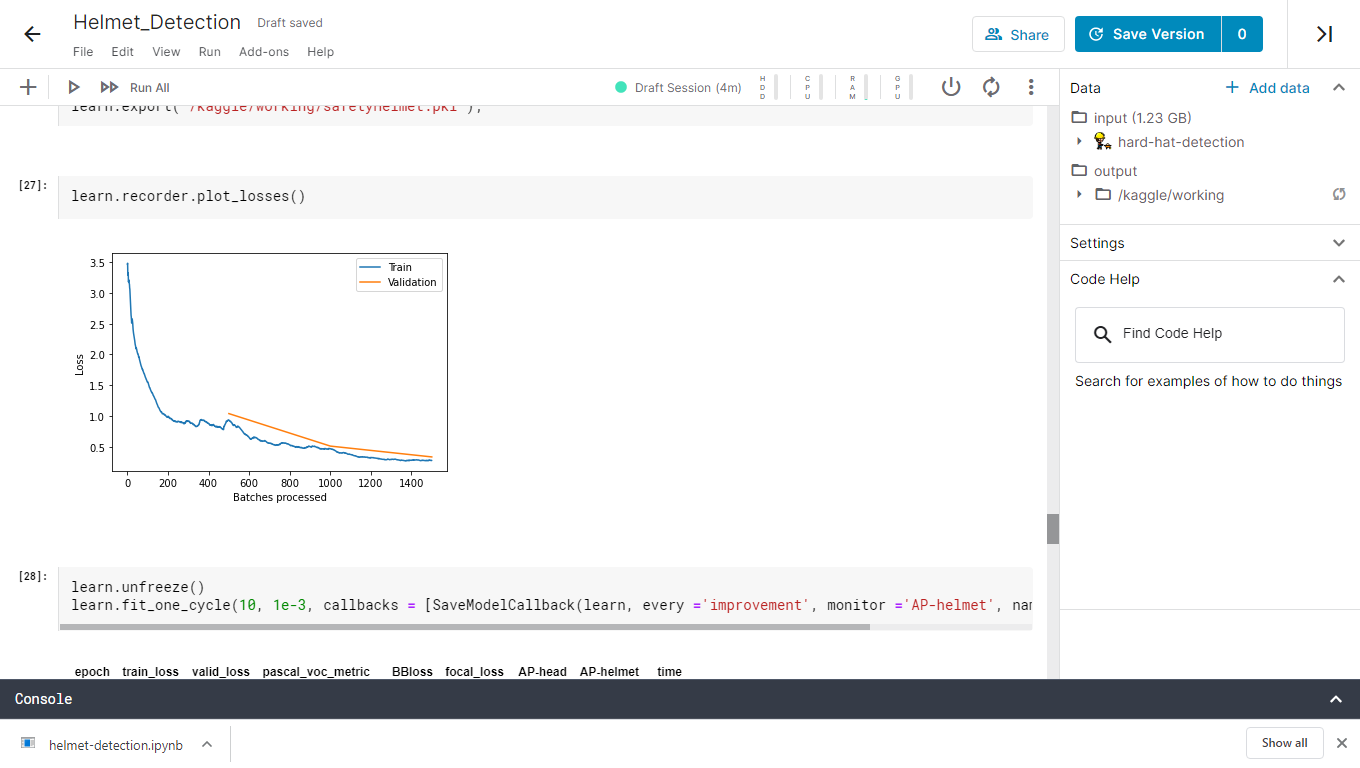 Helmet_Detection Draft saved
File Edit View Run Add-ons Help
Share
Save Version 0
Run All
Draft Session (4m)
HDD
CPU
RAM
GPU
learn.export("/kaggle/working/safetyhelmet.pkl");
[27]:
learn.recorder.plot_losses()
Train
Validation
3.5
3.0
2.5
2.0
1.5
1.0
0.5
Loss
0 200 400 600 800 1000 1200 1400
Batches processed
[28]:
learn.unfreeze()
learn.fit_one_cycle(10, 1e-3, callbacks = [SaveModelCallback(learn, every ='improvement', monitor ='AP-helmet', nam
epoch train_loss valid_loss pascal_voc_metric BBloss focal_loss AP-head AP-helmet time
Data
Add data
input (1.23 GB)
hard-hat-detection
output
/kaggle/working
Settings
Code Help
Find Code Help
Search for examples of how to do things
Console
helmet-detection.ipynb
Show all